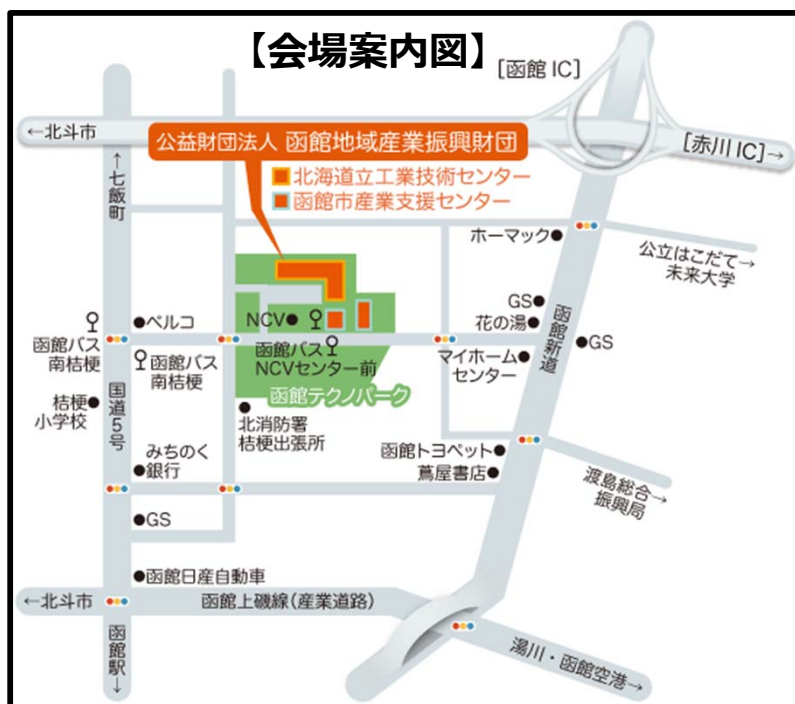 【会場案内図】
[函館 IC]
←北斗市
公益財団法人 函館地域産業振興財団
[赤川 IC]→
←七飯町
北海道立工業技術センター
函館市産業支援センター
ホーマック
公立はこだて→
未来大学
GS
花の湯
函館新道
GS
ベルコ
NCV
函館バス
南桔梗
函館バス
南桔梗
函館バス
NCVセンター前
マイホーム
センター
函館テクノパーク
国道5号
桔梗
小学校
北消防署
桔梗出張所
みちのく
銀行
函館トヨペット
蔦屋書店
渡島総合→
振興局
GS
函館日産自動車
←北斗市
函館上磯線(産業道路)
函館駅→
湯川・函館空港→